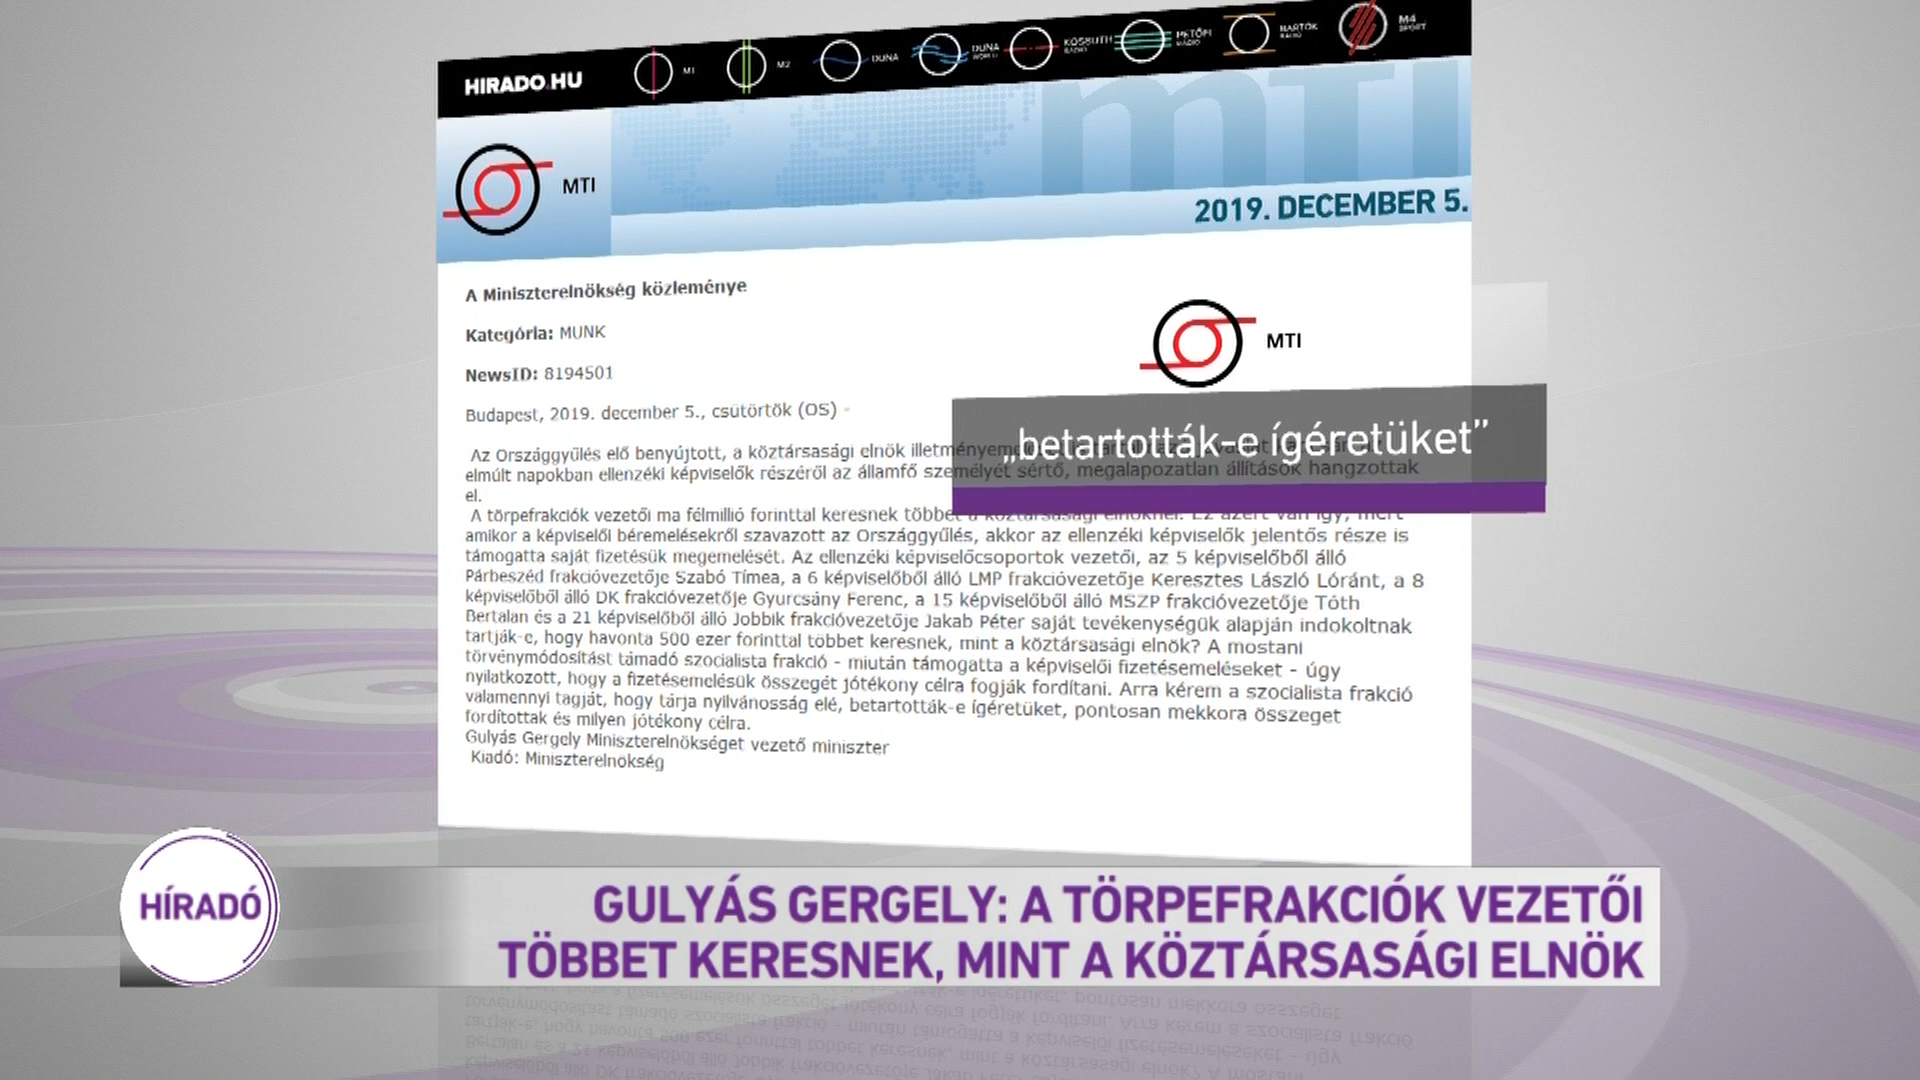 HIRADO.HU
M1
M2
DUNA
DUNA WORLD
KOSSUTH RÁDIÓ
PETŐFI RÁDIÓ
BARTÓK RÁDIÓ
M4 SPORT
mti
MTI
2019. DECEMBER 5.
A Miniszterelnökség közleménye
MTI
Kategória: MUNK
NewsID: 8194501
Budapest, 2019. december 5., csütörtök (OS) -
„betartották-e ígéretüket”
Az Országgyűlés elő benyújtott, a köztársasági elnök
elmúlt napokban ellenzéki képviselők részéről az államfő személyét sértő, megalapozatlan állítások hangzottak
el.
A törpefrakciók vezetői ma félmillió forinttal keresnek többet a köztársasági elnöknél. Ez azért van így, mert
amikor a képviselői béremelésekről szavazott az Országgyűlés, akkor az ellenzéki képviselők jelentős része is
támogatta saját fizetésük megemelését. Az ellenzéki képviselőcsoportok vezetői, az 5 képviselőből álló
Párbeszéd frakcióvezetője Szabó Tímea, a 6 képviselőből álló LMP frakcióvezetője Keresztes László Lóránt, a 8
képviselőből álló DK frakcióvezetője Gyurcsány Ferenc, a 15 képviselőből álló MSZP frakcióvezetője Tóth
Bertalan és a 21 képviselőből álló Jobbik frakcióvezetője Jakab Péter saját tevékenységük alapján indokoltnak
tartják-e, hogy havonta 500 ezer forinttal többet keresnek, mint a köztársasági elnök? A mostani
törvénymódosítást támadó szocialista frakció - miután támogatta a képviselői fizetésemeléseket - úgy
nyilatkozott, hogy a fizetésemelésük összegét jótékony célra fogják fordítani. Arra kérem a szocialista frakció
valamennyi tagját, hogy tárja nyilvánosság elé, betartották-e ígéretüket, pontosan mekkora összeget
fordítottak és milyen jótékony célra.
Gulyás Gergely Miniszterelnökséget vezető miniszter
Kiadó: Miniszterelnökség
HÍRADÓ
GULYÁS GERGELY: A TÖRPEFRAKCIÓK VEZETŐI
TÖBBET KERESNEK, MINT A KÖZTÁRSASÁGI ELNÖK